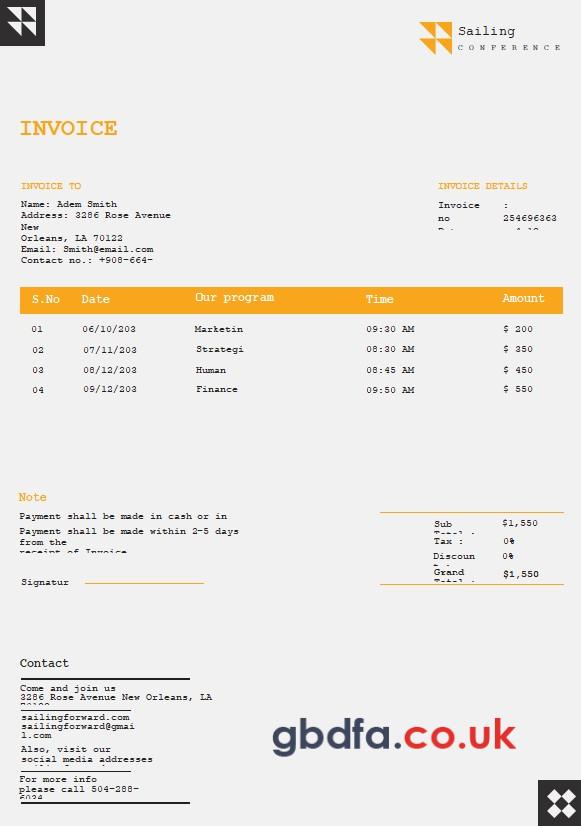 Sailing
CONFERENCE
INVOICE
INVOICE TO
Name: Adem Smith
Address: 3286 Rose Avenue
New
Orleans, LA 70122
Email: Smith@email.com
Contact no.: +908-664-
INVOICE DETAILS
Invoice :
no 254696363
S.No Date Our program Time Amount
01 06/10/203 Marketin 09:30 AM $ 200
02 07/11/203 Strategi 08:30 AM $ 350
03 08/12/203 Human 08:45 AM $ 450
04 09/12/203 Finance 09:50 AM $ 550
Note
Payment shall be made in cash or in
Payment shall be made within 2-5 days
from the
receipt of Invoice
Signatur
Sub $1,550
Total :
Tax : 0%
Discoun 0%
Grand $1,550
Total :
Contact
Come and join us
3286 Rose Avenue New Orleans, LA
sailingforward.com
sailingforward@gmai
l.com
Also, visit our
social media addresses
For more info
please call 504-288-
6034
gbdfa.co.uk